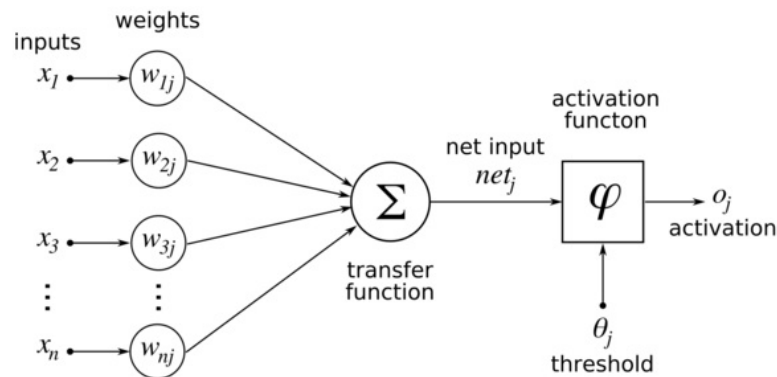 weights
inputs
x1
w1j
x2
w2j
x3
w3j
⋮
⋮
xn
wnj
Σ
transfer
function
net input
netj
activation
functon
φ
oj
activation
θj
threshold